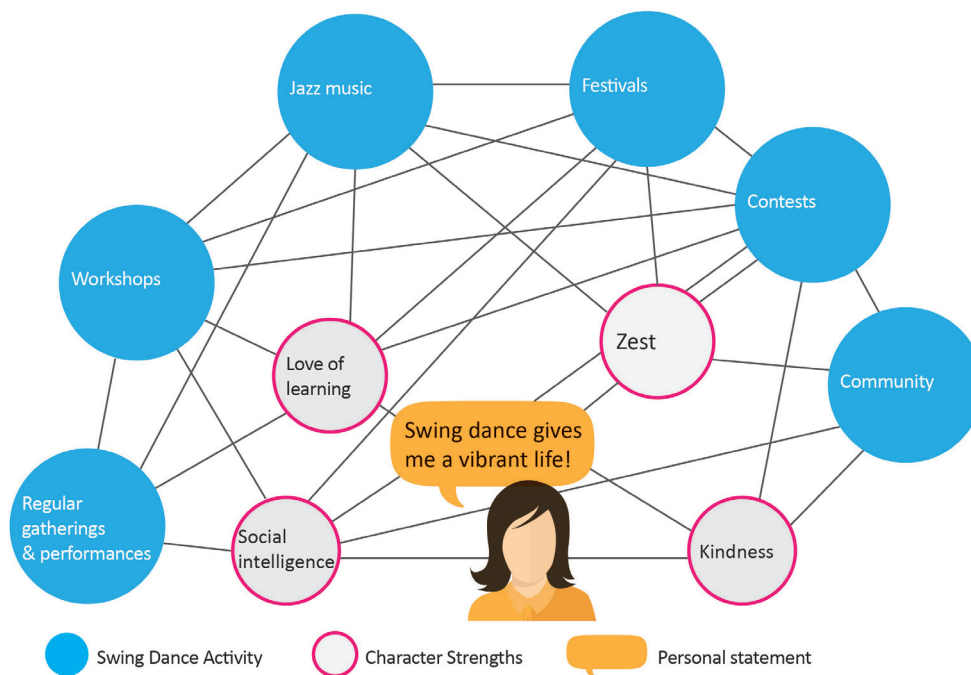 Jazz music
Festivals
Contests
Workshops
Zest
Love of
learning
Community
Swing dance gives
me a vibrant life!
Regular
gatherings
& performances
Social
intelligence
Kindness
Swing Dance Activity
Character Strengths
Personal statement